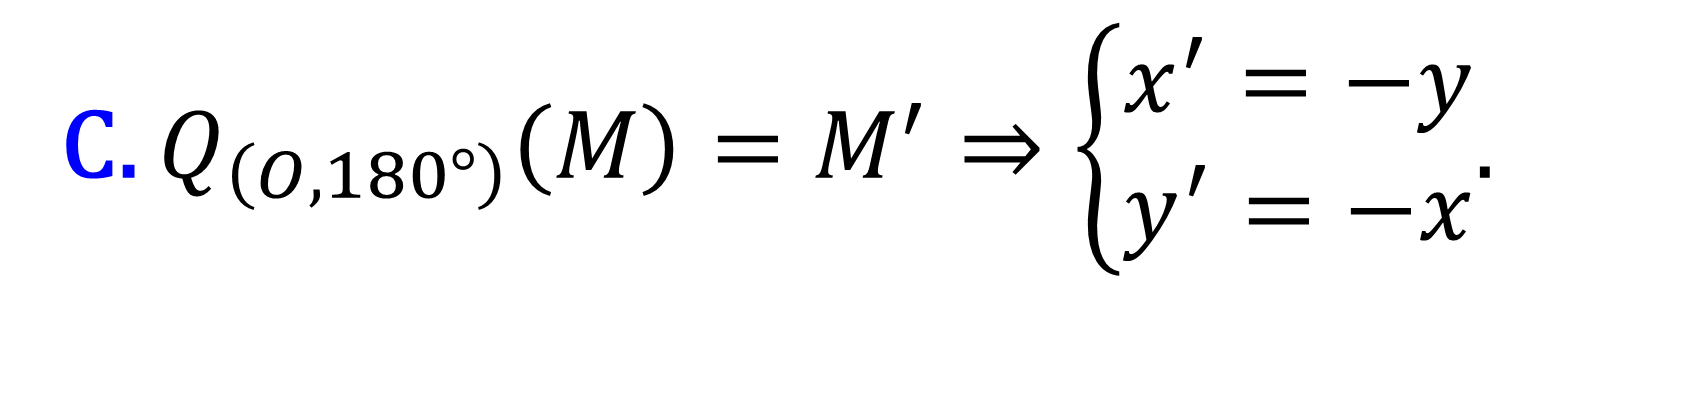 C. Q_{(O,180°)}(M) = M' ⇒ { x' = −y
y' = −x .